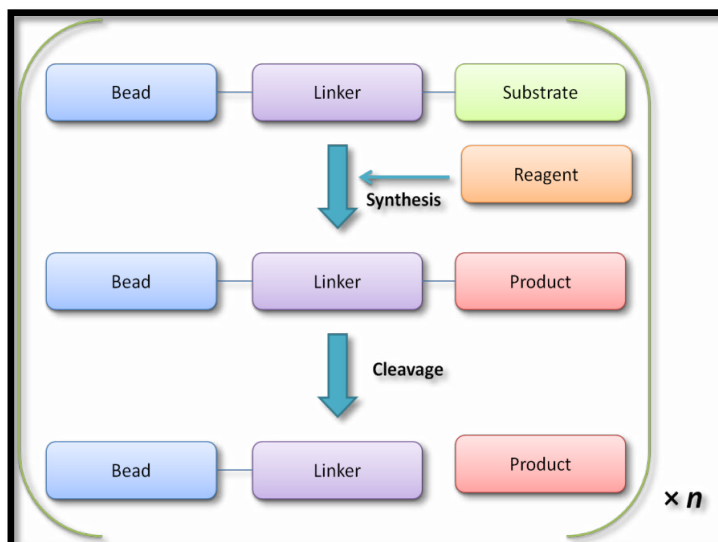 Bead Linker Substrate
Reagent
Synthesis
Bead Linker Product
Cleavage
Bead Linker Product
× n